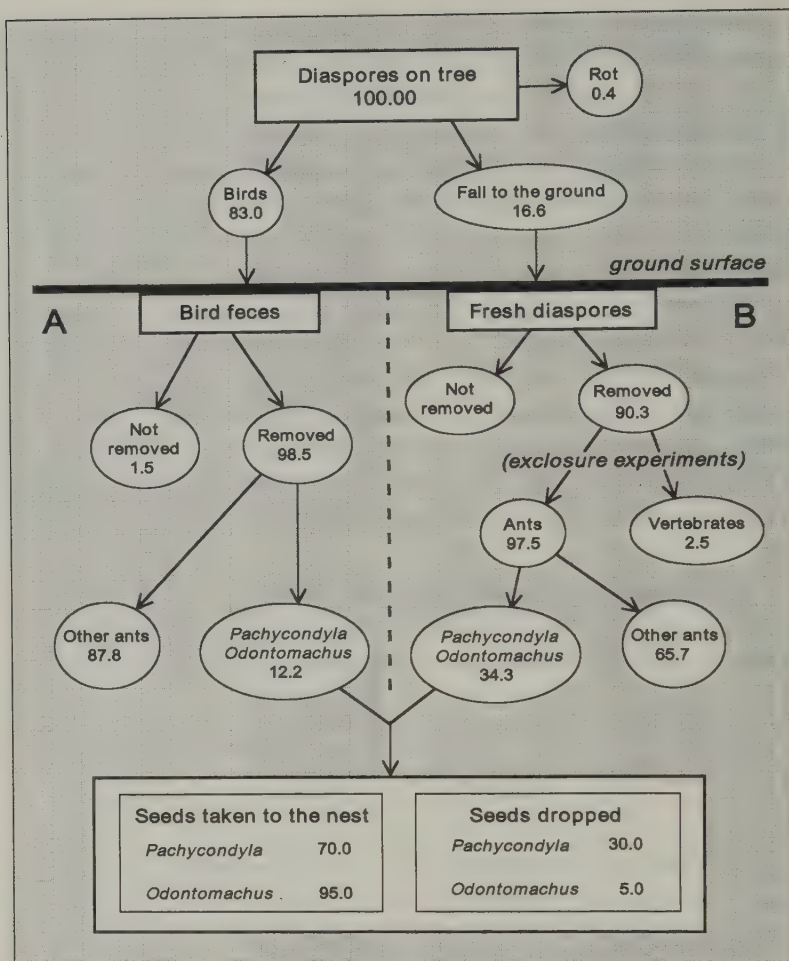 Diaspores on tree
100.00
Rot
0.4
Birds
83.0
Fall to the ground
16.6
ground surface
A
Bird feces
Fresh diaspores
B
Not
removed
1.5
Removed
98.5
Not
removed
Removed
90.3
(exclosure experiments)
Ants
97.5
Vertebrates
2.5
Other ants
87.8
Pachycondyla
Odontomachus
12.2
Pachycondyla
Odontomachus
34.3
Other ants
65.7
Seeds taken to the nest
Pachycondyla 70.0
Odontomachus 95.0
Seeds dropped
Pachycondyla 30.0
Odontomachus 5.0